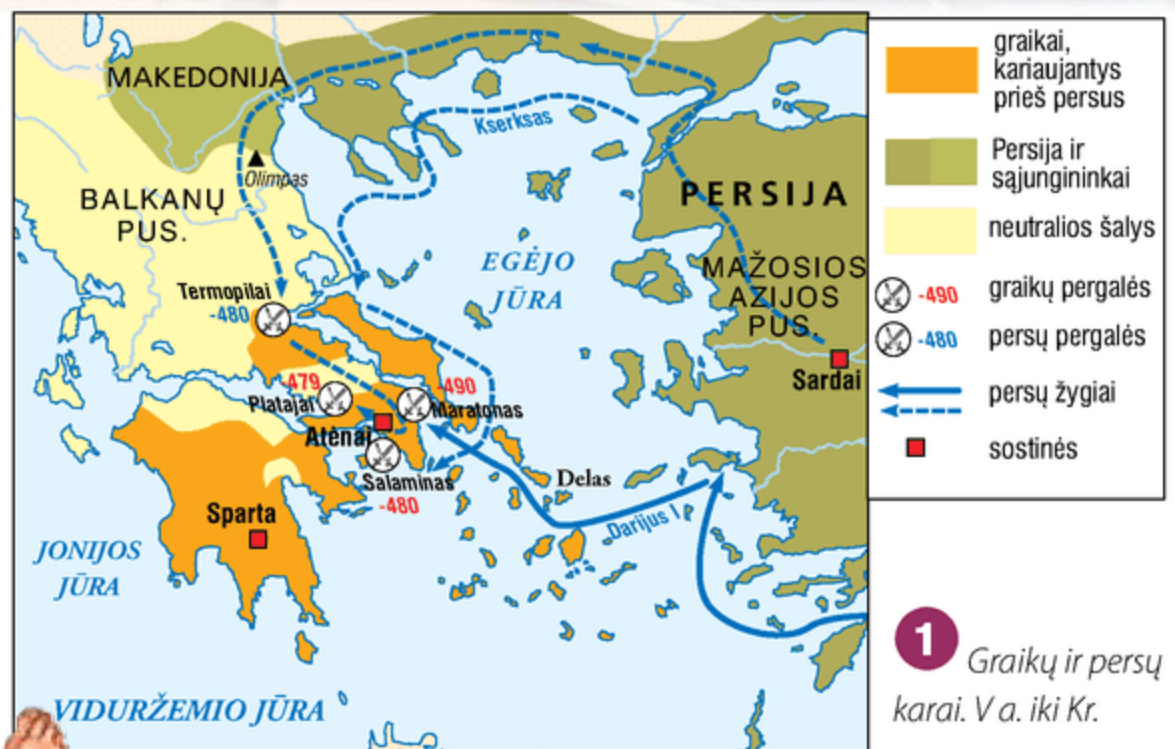 MAKEDONIJA
Olimpas
BALKANŲ
PUS.
Kserksas
PERSIJA
EGĖJO
JŪRA
MAŽOSIOS
AZIJOS
PUS.
Sardai
Termopilai
-480
-479
Platajai
-490
Maratonas
Atėnai
Salaminas
-480
Delas
Darijus I
Sparta
JONIJOS
JŪRA
VIDURŽEMIO JŪRA
graikai,
kariaujantys
prieš persus
Persija ir
sąjungininkai
neutralios šalys
-490 graikų pergalės
-480 persų pergalės
persų žygiai
sostinės
1 Graikų ir persų
karai. V a. iki Kr.